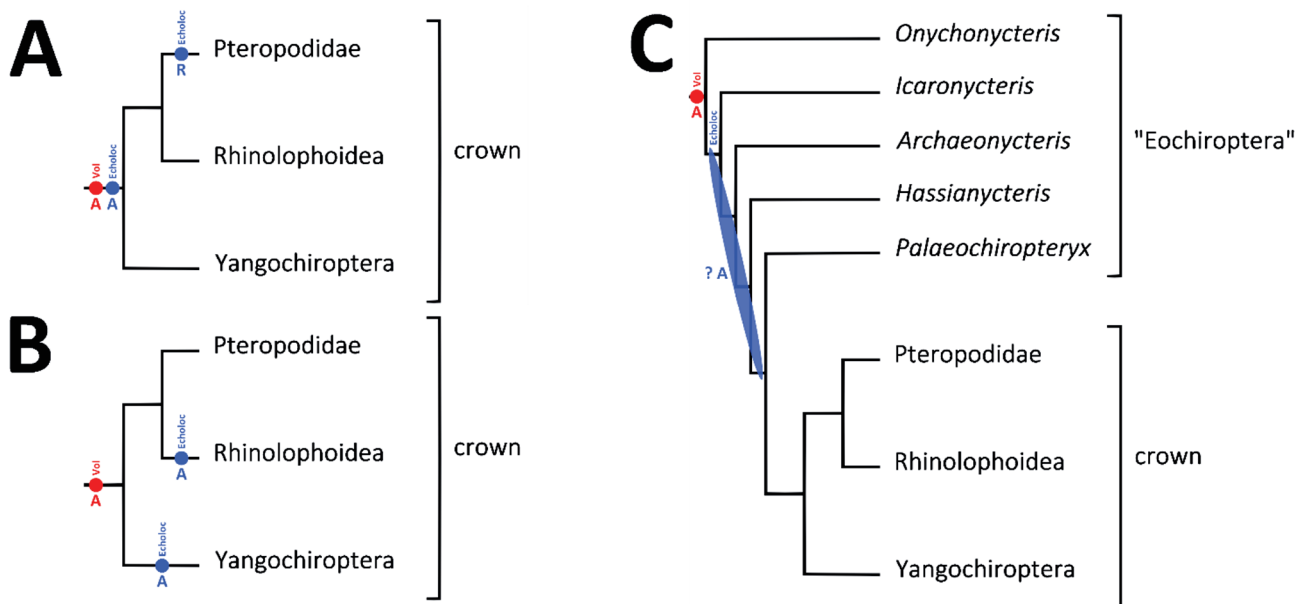 A
Echoloc
R
Pteropodidae
Vol
A
Echoloc
A
Rhinolophoidea
Yangochiroptera
crown
B
Pteropodidae
Echoloc
A
Rhinolophoidea
Vol
A
Echoloc
A
Yangochiroptera
crown
C
Vol
A
Echoloc
? A
Onychonycteris
Icaronycteris
Archaeonycteris
Hassianycteris
Palaeochiropteryx
"Eochiroptera"
Pteropodidae
Rhinolophoidea
Yangochiroptera
crown